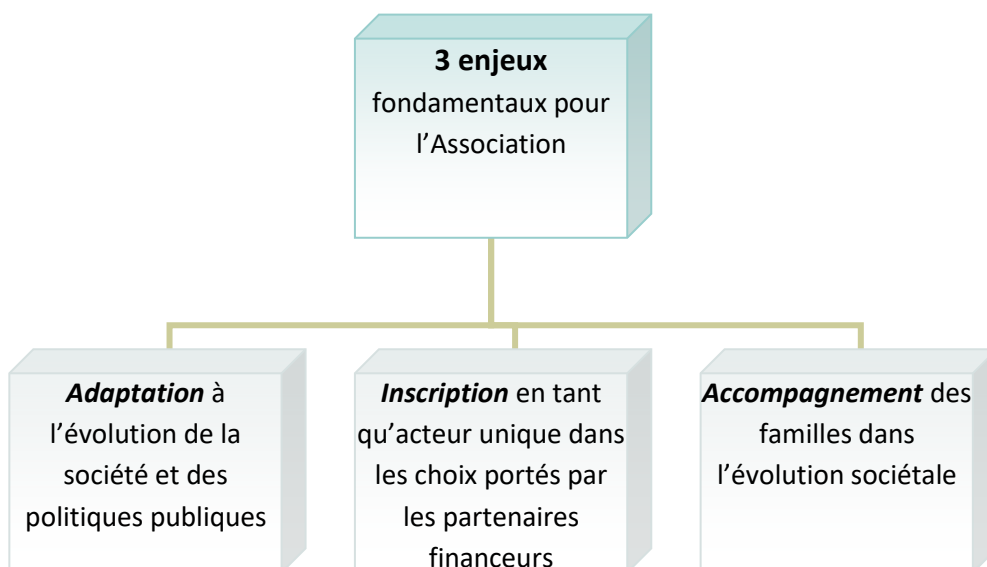 3 enjeux
fondamentaux pour
l’Association
Adaptation à
l’évolution de la
société et des
politiques publiques
Inscription en tant
qu’acteur unique dans
les choix portés par
les partenaires
financeurs
Accompagnement des
familles dans
l’évolution sociétale